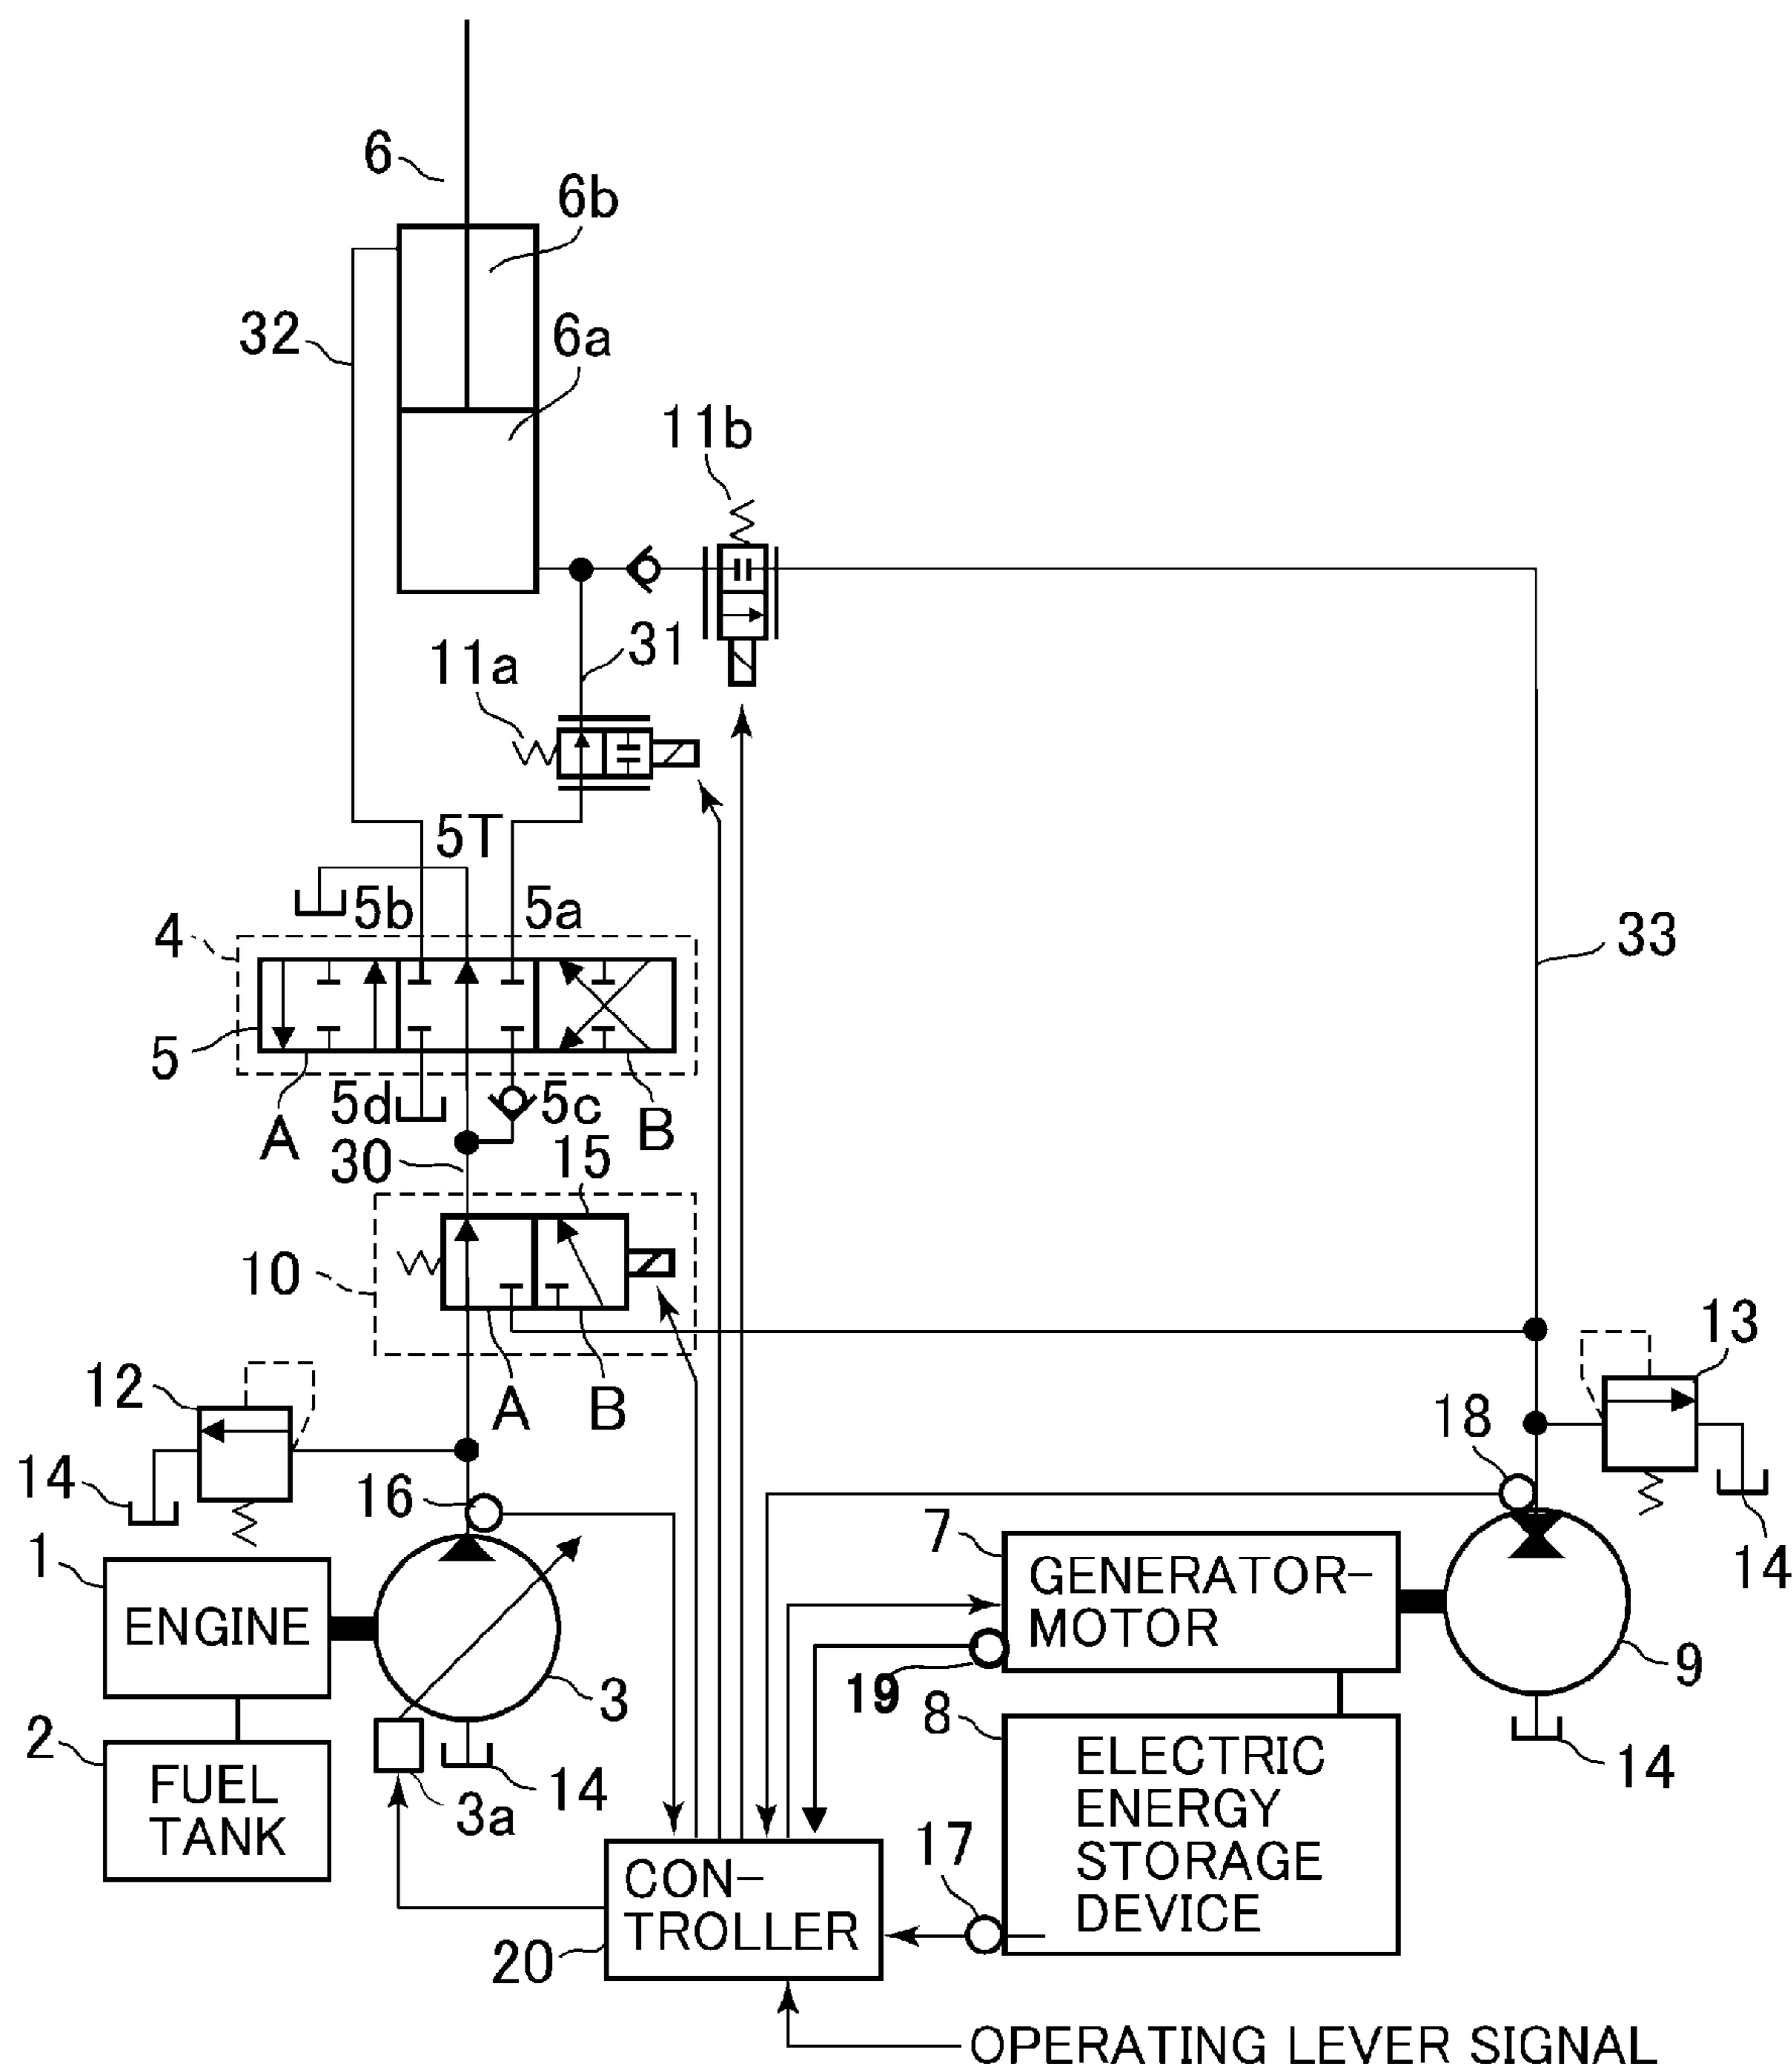 6
6b
32
6a
11b
31
11a
5T
5b
5a
4
33
5
A
5d
5c
B
30
15
10
12
A
B
13
14
16
18
14
1
ENGINE
7
GENERATOR-
MOTOR
3
19
9
2
FUEL
TANK
3a
14
8
ELECTRIC
ENERGY
STORAGE
DEVICE
14
CON-
TROLLER
17
20
OPERATING LEVER SIGNAL